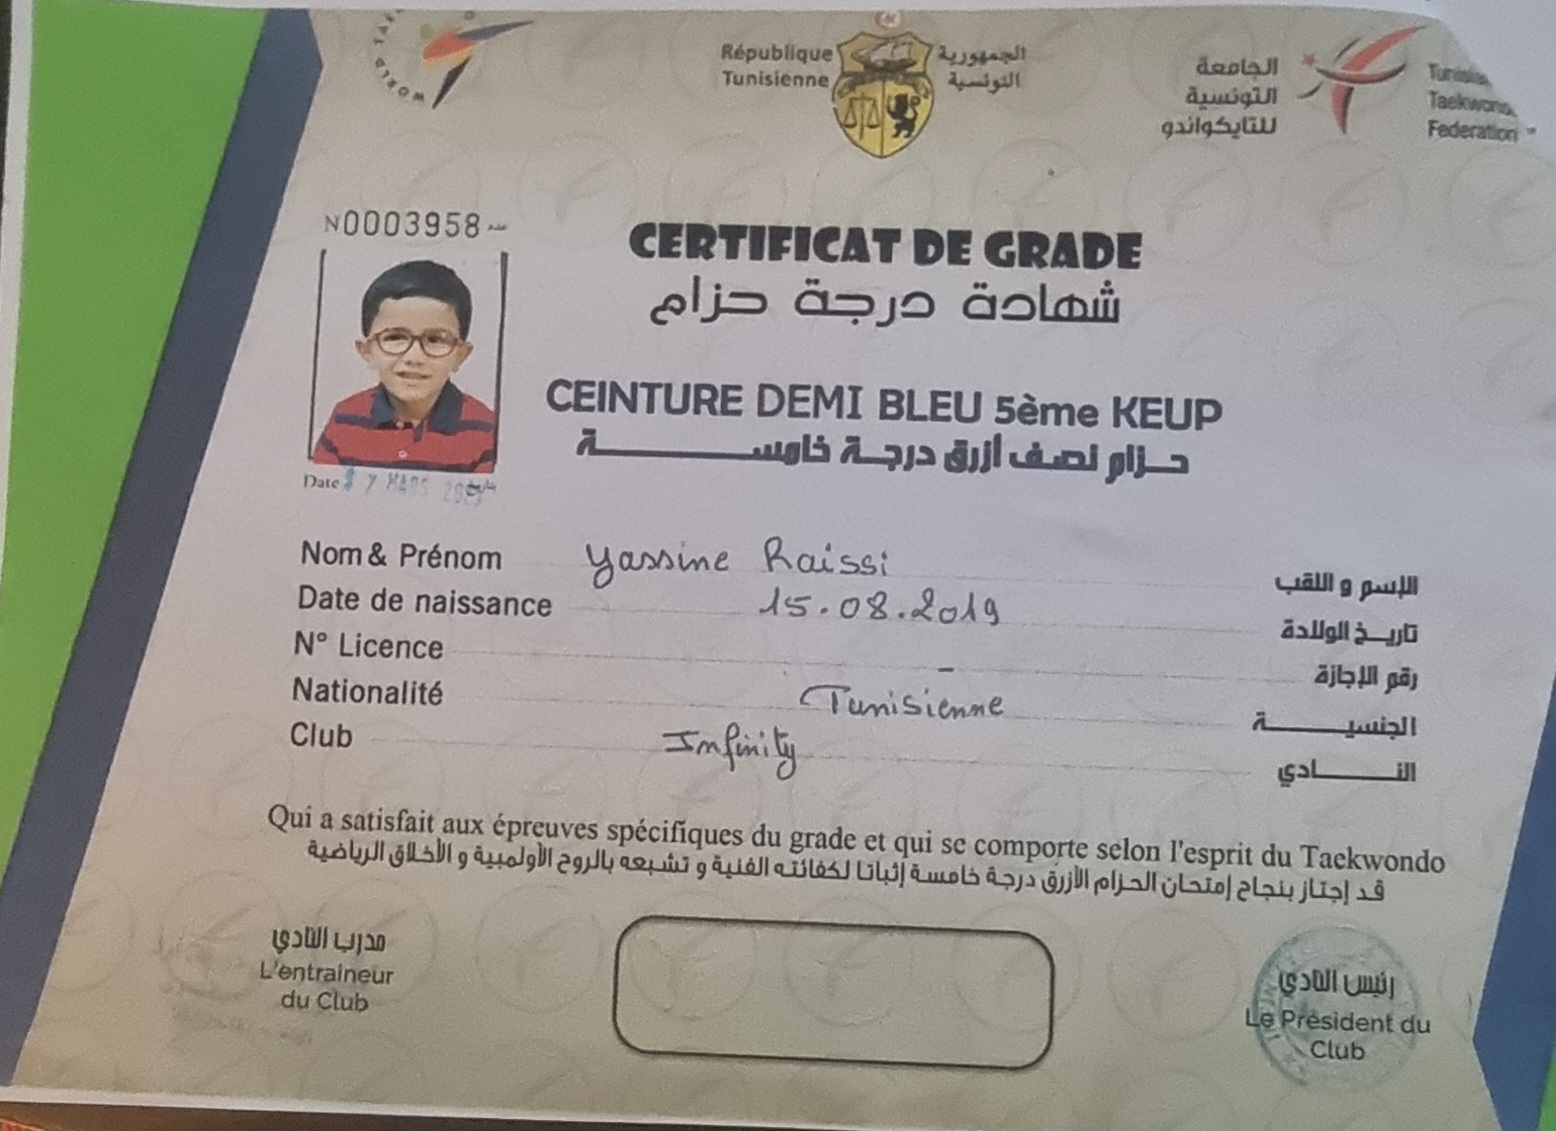 WORLD
République
Tunisienne
الجمهورية
التونسية
الجامعة
التونسية
للتايكواندو
Taekwondo
Federation
N0003958
CERTIFICAT DE GRADE
شهادة درجة حزام
CEINTURE DEMI BLEU 5ème KEUP
حزام نصف أزرق درجة خامسة
Date 7 MARS تاريخ
Nom & Prénom Yassine Raissi الإسم و اللقب
Date de naissance 15.08.2019 تاريخ الولادة
N° Licence - رقم الإجازة
Nationalité Tunisienne الجنسية
Club Infinity النادي
Qui a satisfait aux épreuves spécifiques du grade et qui se comporte selon l'esprit du Taekwondo
قد إجتاز بنجاح إمتحان الحزام الأزرق درجة خامسة إثباتا لكفائته الفنية و تشبعه بالروح الأولمبية و الأخلاق الرياضية
مدرب النادي
L'entraineur
du Club
رئيس النادي
Le Président du
Club